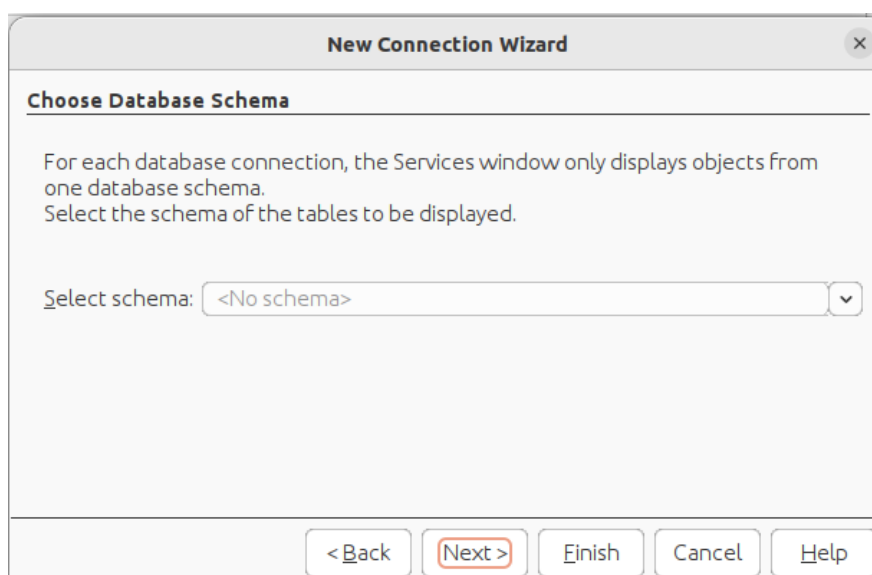 New Connection Wizard
Choose Database Schema
For each database connection, the Services window only displays objects from
one database schema.
Select the schema of the tables to be displayed.
Select schema: <No schema>
< Back Next > Finish Cancel Help